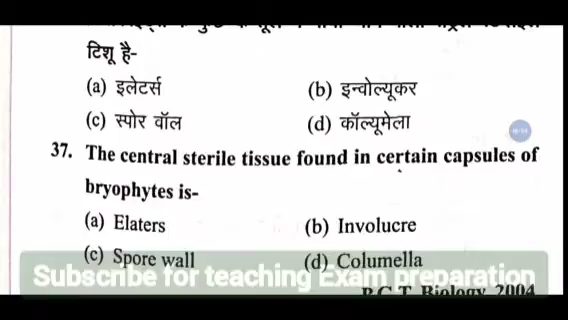 टिशू है-
(a) इलेटर्स (b) इन्वोल्यूकर
(c) स्पोर वॉल (d) कॉल्यूमेला
37. The central sterile tissue found in certain capsules of
bryophytes is-
(a) Elaters (b) Involucre
(c) Spore wall (d) Columella
Subscribe for teaching Exam preparation
P.G.T. Biology 2004